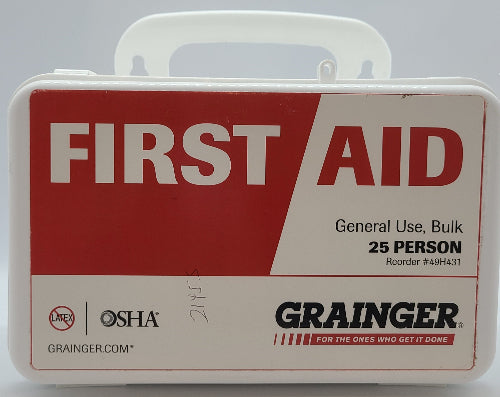 FIRST AID
General Use, Bulk
25 PERSON
Reorder #49H431
LATEX
OSHA®
GRAINGER®
FOR THE ONES WHO GET IT DONE
GRAINGER.COM®